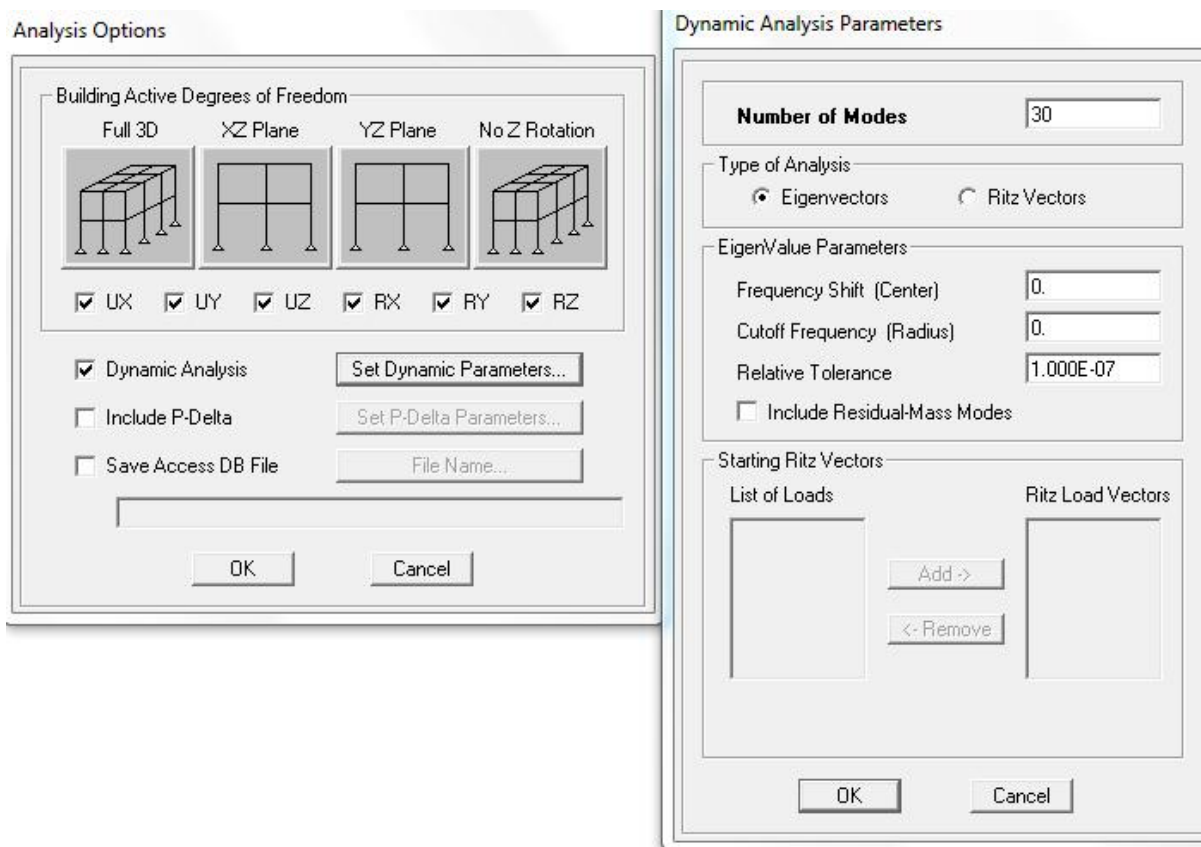 Analysis Options
Building Active Degrees of Freedom
Full 3D XZ Plane YZ Plane No Z Rotation
UX UY UZ RX RY RZ
Dynamic Analysis Set Dynamic Parameters...
Include P-Delta Set P-Delta Parameters...
Save Access DB File File Name...
OK Cancel
Dynamic Analysis Parameters
Number of Modes 30
Type of Analysis
Eigenvectors Ritz Vectors
EigenValue Parameters
Frequency Shift (Center) 0.
Cutoff Frequency (Radius) 0.
Relative Tolerance 1.000E-07
Include Residual-Mass Modes
Starting Ritz Vectors
List of Loads Ritz Load Vectors
Add ->
<- Remove
OK Cancel